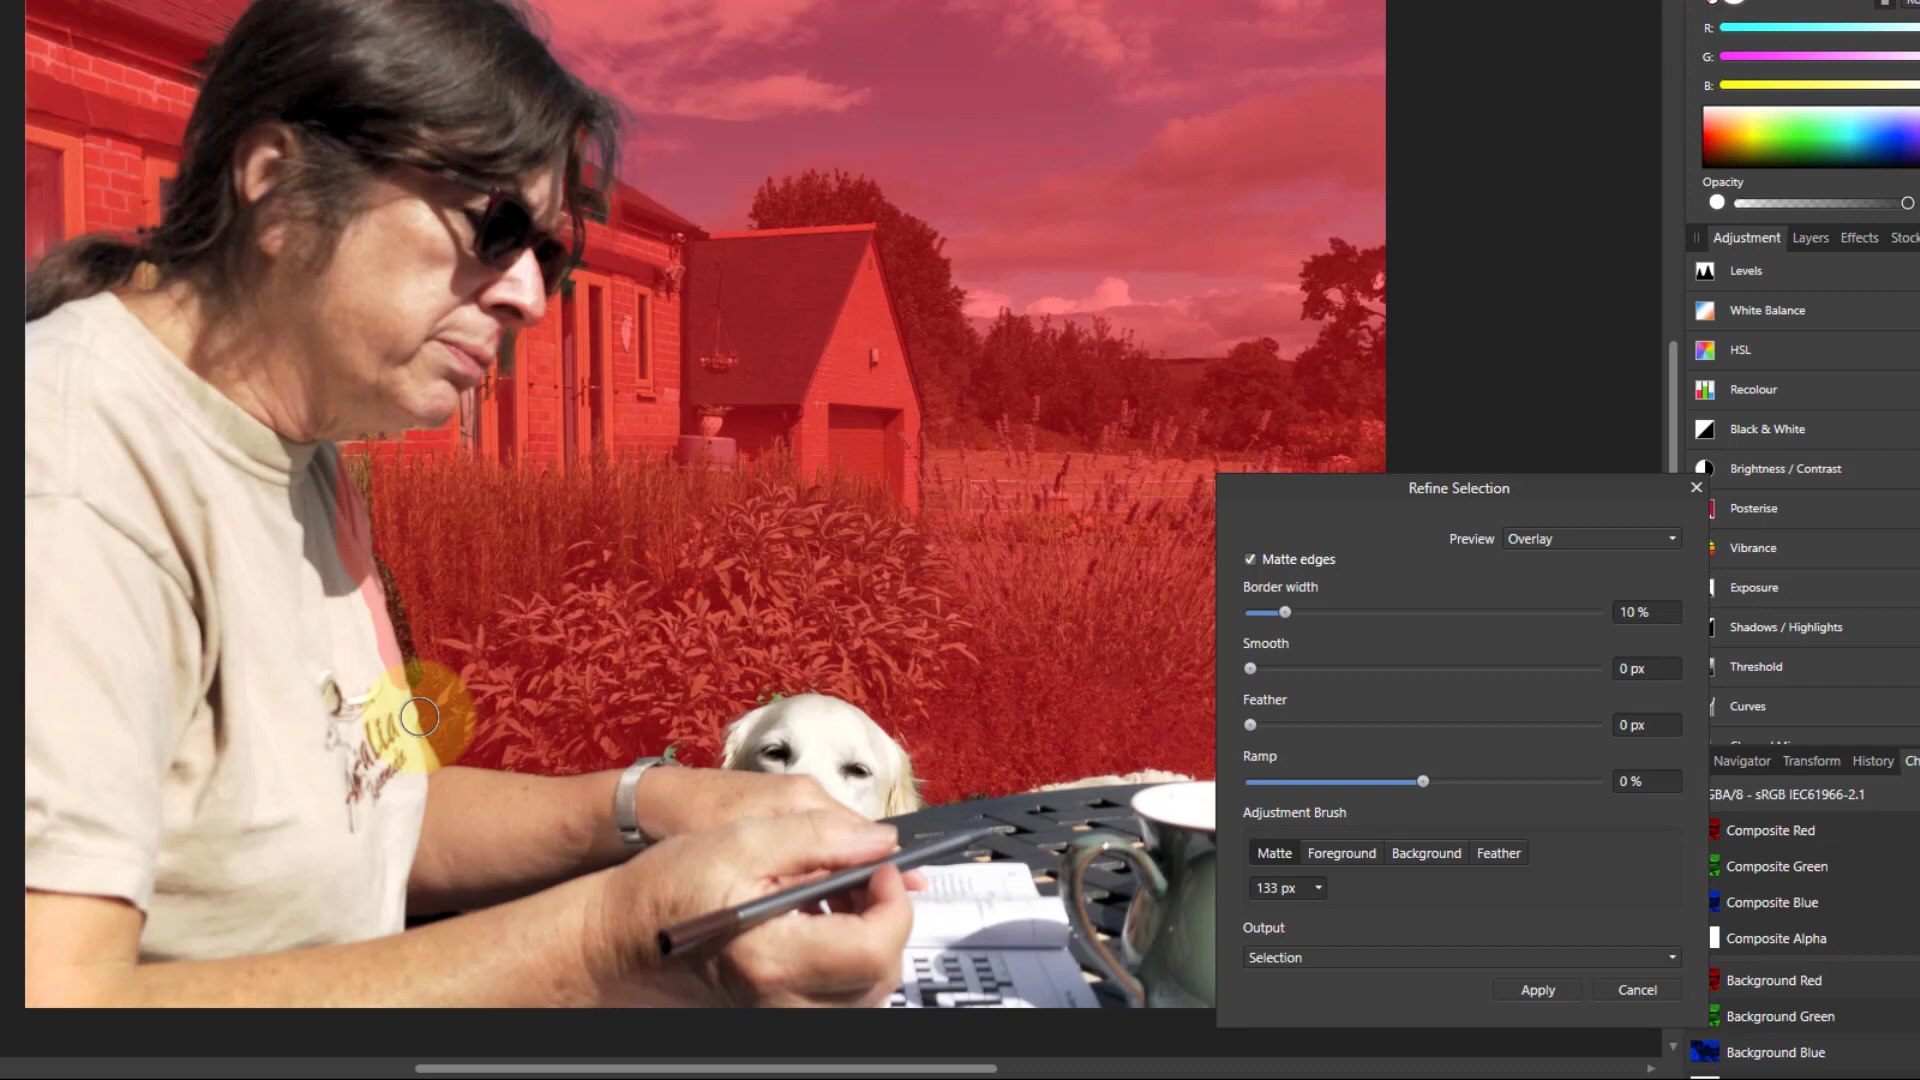 R:
G:
B:
Opacity
Adjustment Layers Effects Stock
Levels
White Balance
HSL
Recolour
Black & White
Brightness / Contrast
Posterise
Vibrance
Exposure
Shadows / Highlights
Threshold
Curves
Navigator Transform History Ch
GBA/8 - sRGB IEC61966-2.1
Composite Red
Composite Green
Composite Blue
Composite Alpha
Background Red
Background Green
Background Blue
Refine Selection
Preview Overlay
Matte edges
Border width
10 %
Smooth
0 px
Feather
0 px
Ramp
0 %
Adjustment Brush
Matte Foreground Background Feather
133 px
Output
Selection
Apply Cancel